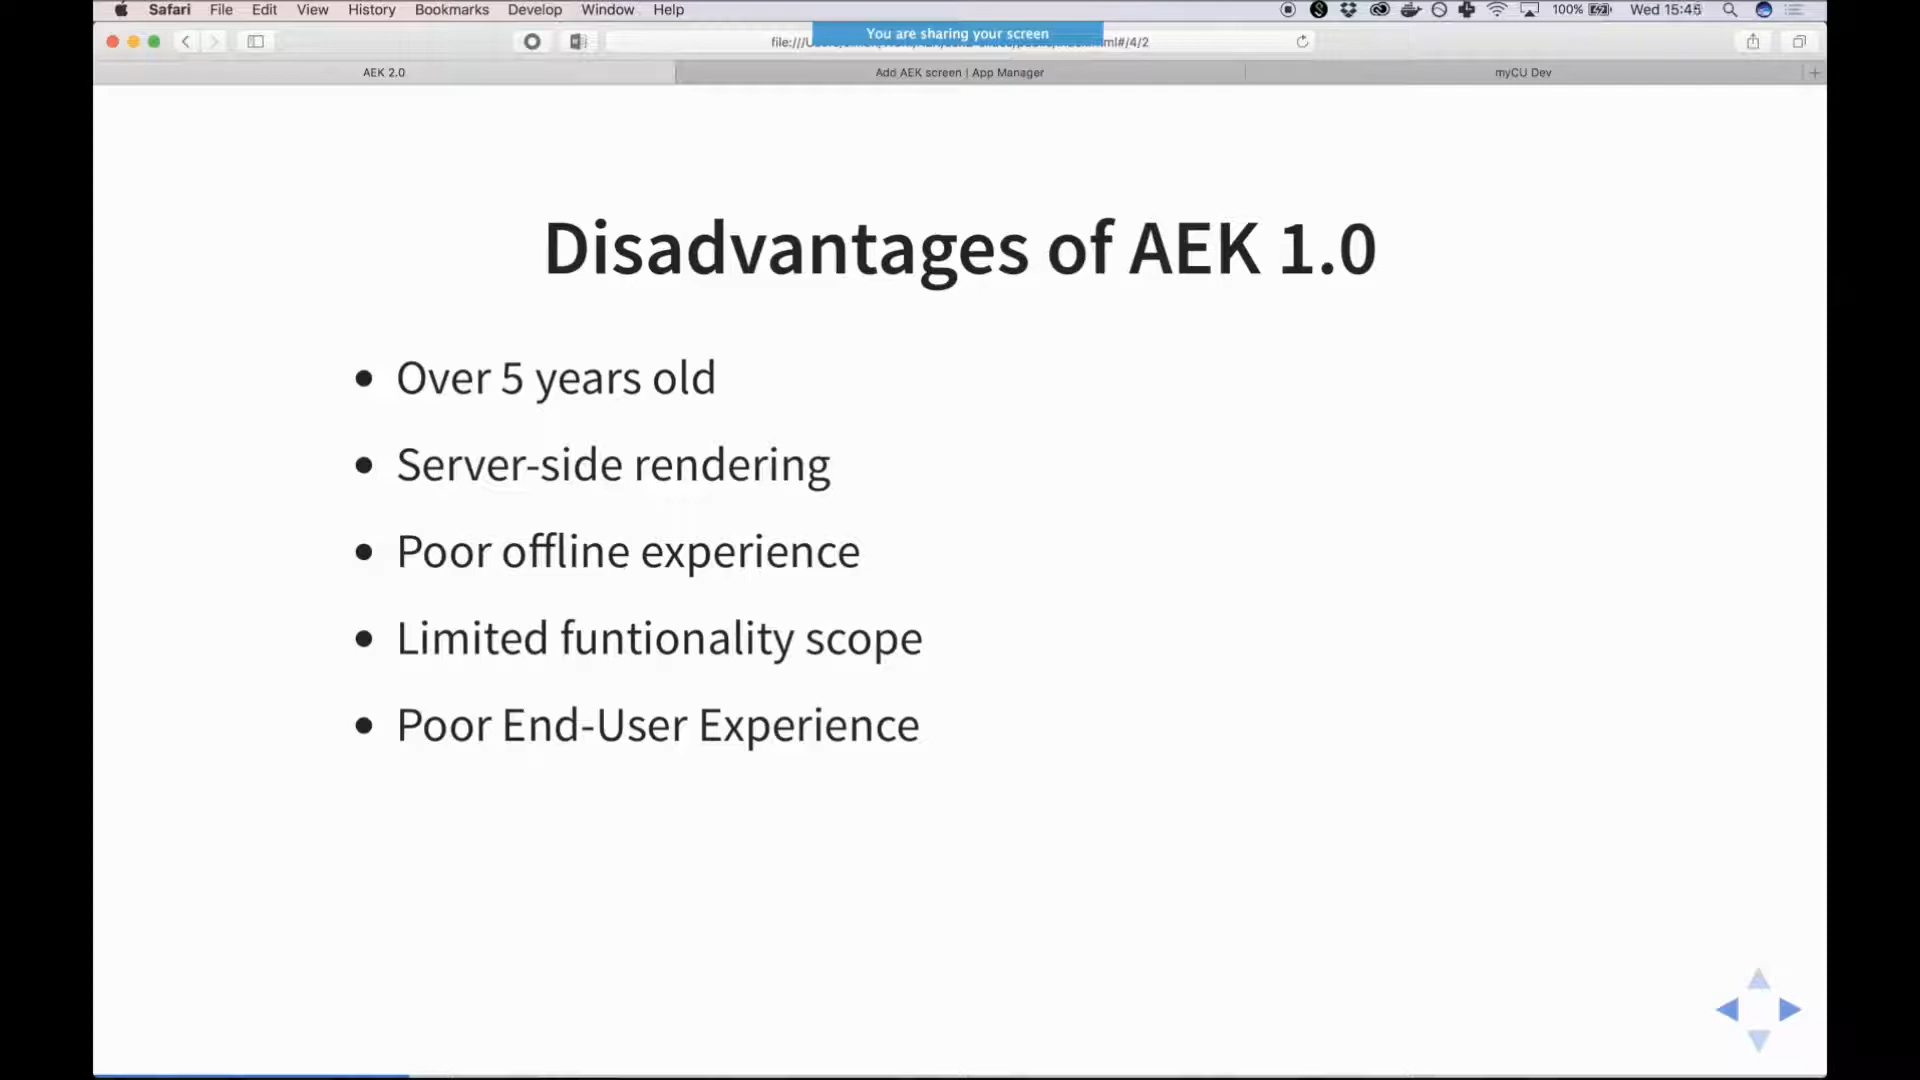 Safari File Edit View History Bookmarks Develop Window Help 100% Wed 15:45
You are sharing your screen
file:/// ml#/4/2
AEK 2.0 Add AEK screen | App Manager myCU Dev
Disadvantages of AEK 1.0
• Over 5 years old
• Server-side rendering
• Poor offline experience
• Limited funtionality scope
• Poor End-User Experience